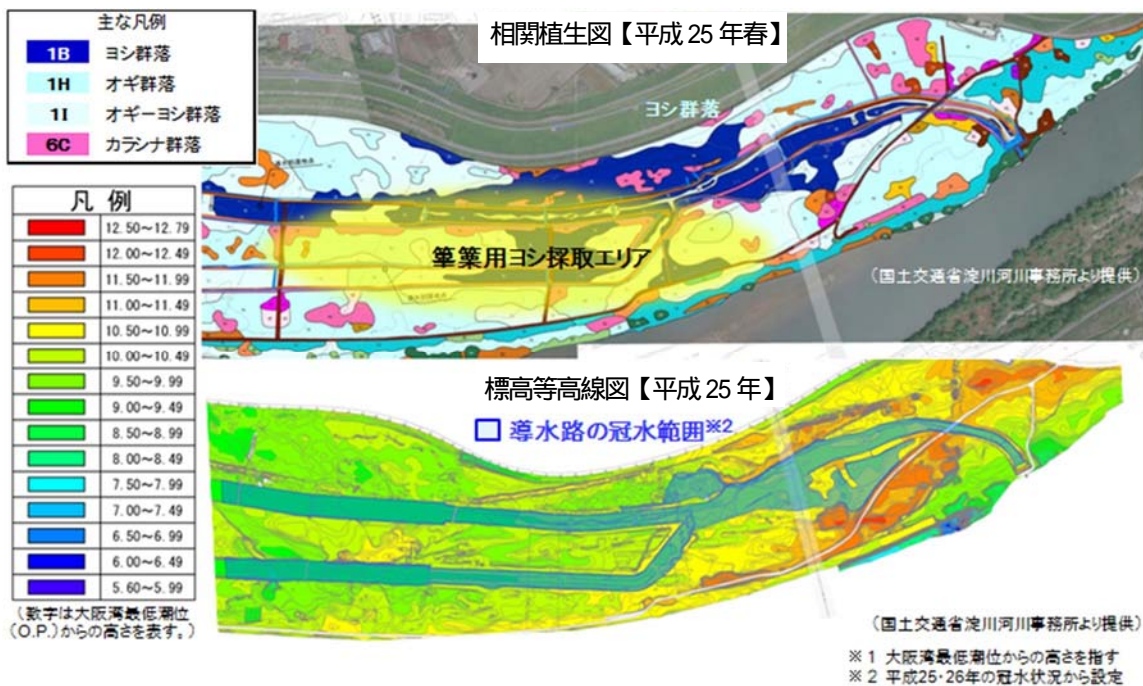 主な凡例
1B ヨシ群落
1H オギ群落
1I オギーヨシ群落
6C カラシナ群落
相関植生図【平成25年春】
ヨシ群落
篳篥用ヨシ採取エリア
(国土交通省淀川河川事務所より提供)
凡 例
12.50～12.79
12.00～12.49
11.50～11.99
11.00～11.49
10.50～10.99
10.00～10.49
9.50～9.99
9.00～9.49
8.50～8.99
8.00～8.49
7.50～7.99
7.00～7.49
6.50～6.99
6.00～6.49
5.60～5.99
(数字は大阪湾最低潮位
(O.P.)からの高さを表す。)
標高等高線図【平成25年】
導水路の冠水範囲※2
(国土交通省淀川河川事務所より提供)
※1 大阪湾最低潮位からの高さを指す
※2 平成25・26年の冠水状況から設定